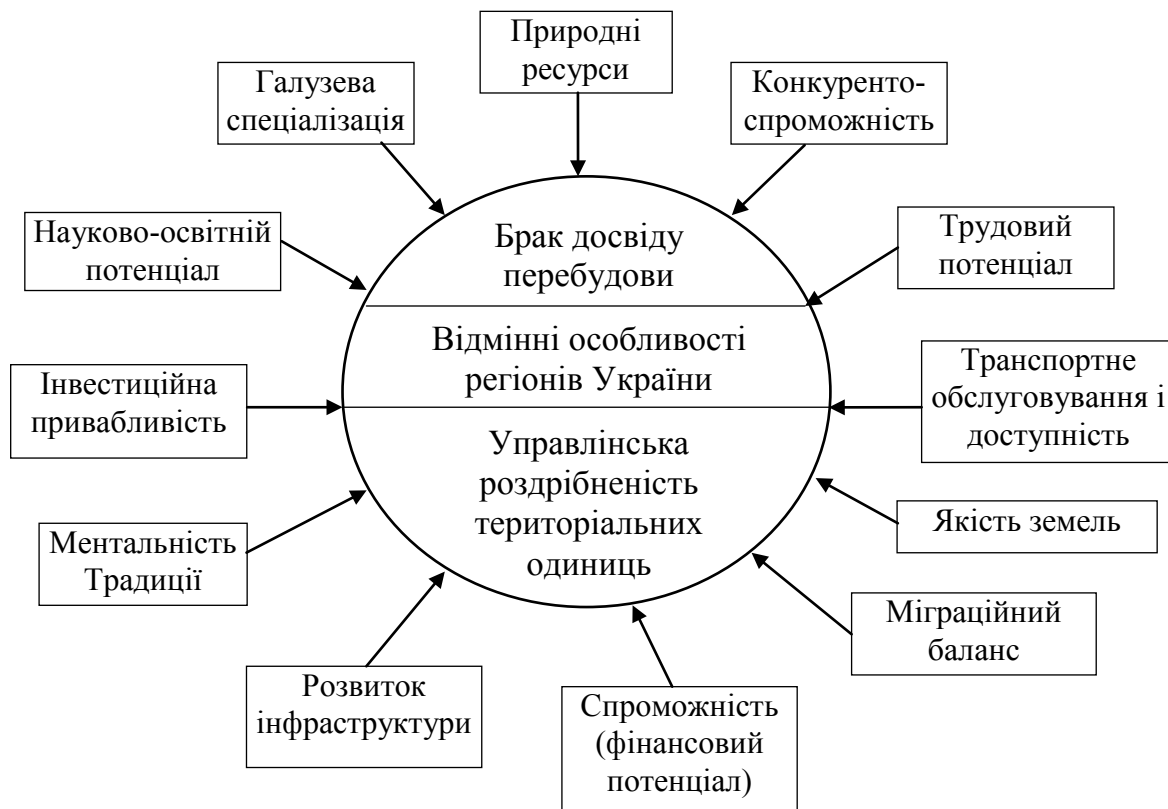 Природні
ресурси
Галузева
спеціалізація
Конкуренто-
спроможність
Науково-освітній
потенціал
Брак досвіду
перебудови
Трудовий
потенціал
Відмінні особливості
регіонів України
Інвестиційна
привабливість
Транспортне
обслуговування і
доступність
Управлінська
роздрібненість
територіальних
одиниць
Ментальність
Традиції
Якість земель
Міграційний
баланс
Розвиток
інфраструктури
Спроможність
(фінансовий
потенціал)